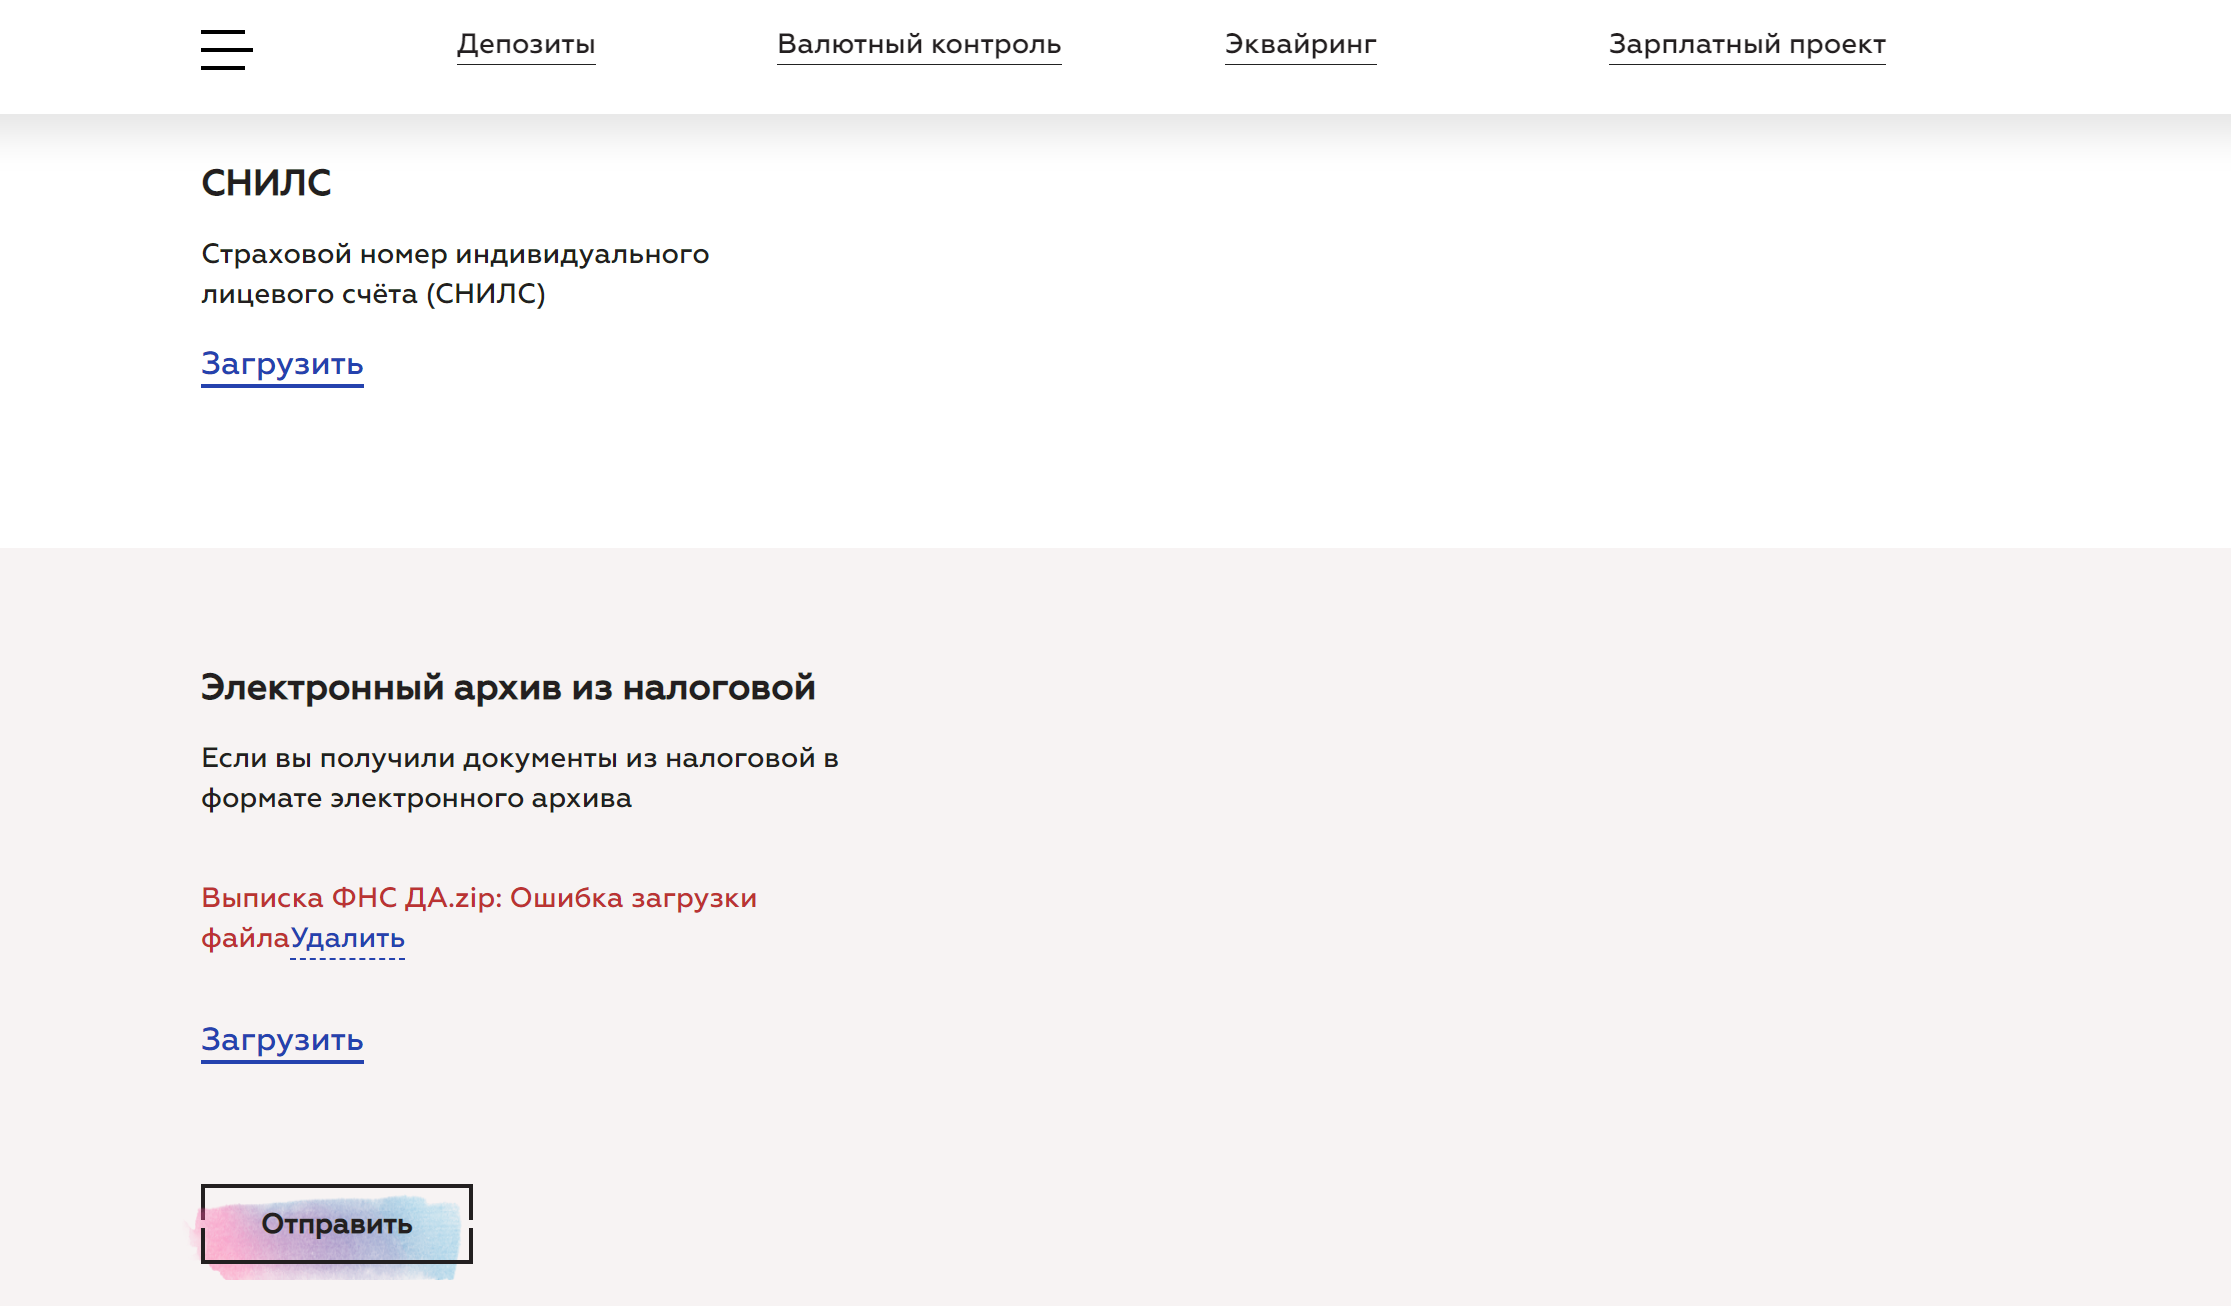 Депозиты Валютный контроль Эквайринг Зарплатный проект
СНИЛС
Страховой номер индивидуального
лицевого счёта (СНИЛС)
Загрузить
Электронный архив из налоговой
Если вы получили документы из налоговой в
формате электронного архива
Выписка ФНС ДА.zip: Ошибка загрузки
файлаУдалить
Загрузить
Отправить